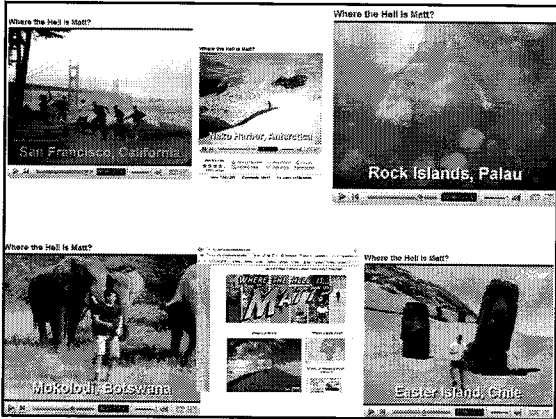 Where the Hell is Matt?
San Francisco, California
Where the Hell is Matt?
Neko Harbor, Antarctica
Where the Hell is Matt?
Rock Islands, Palau
Where the Hell is Matt?
Mokolodi, Botswana
WHERE THE HELL IS
MATT?
Where the Hell is Matt?
Easter Island, Chile